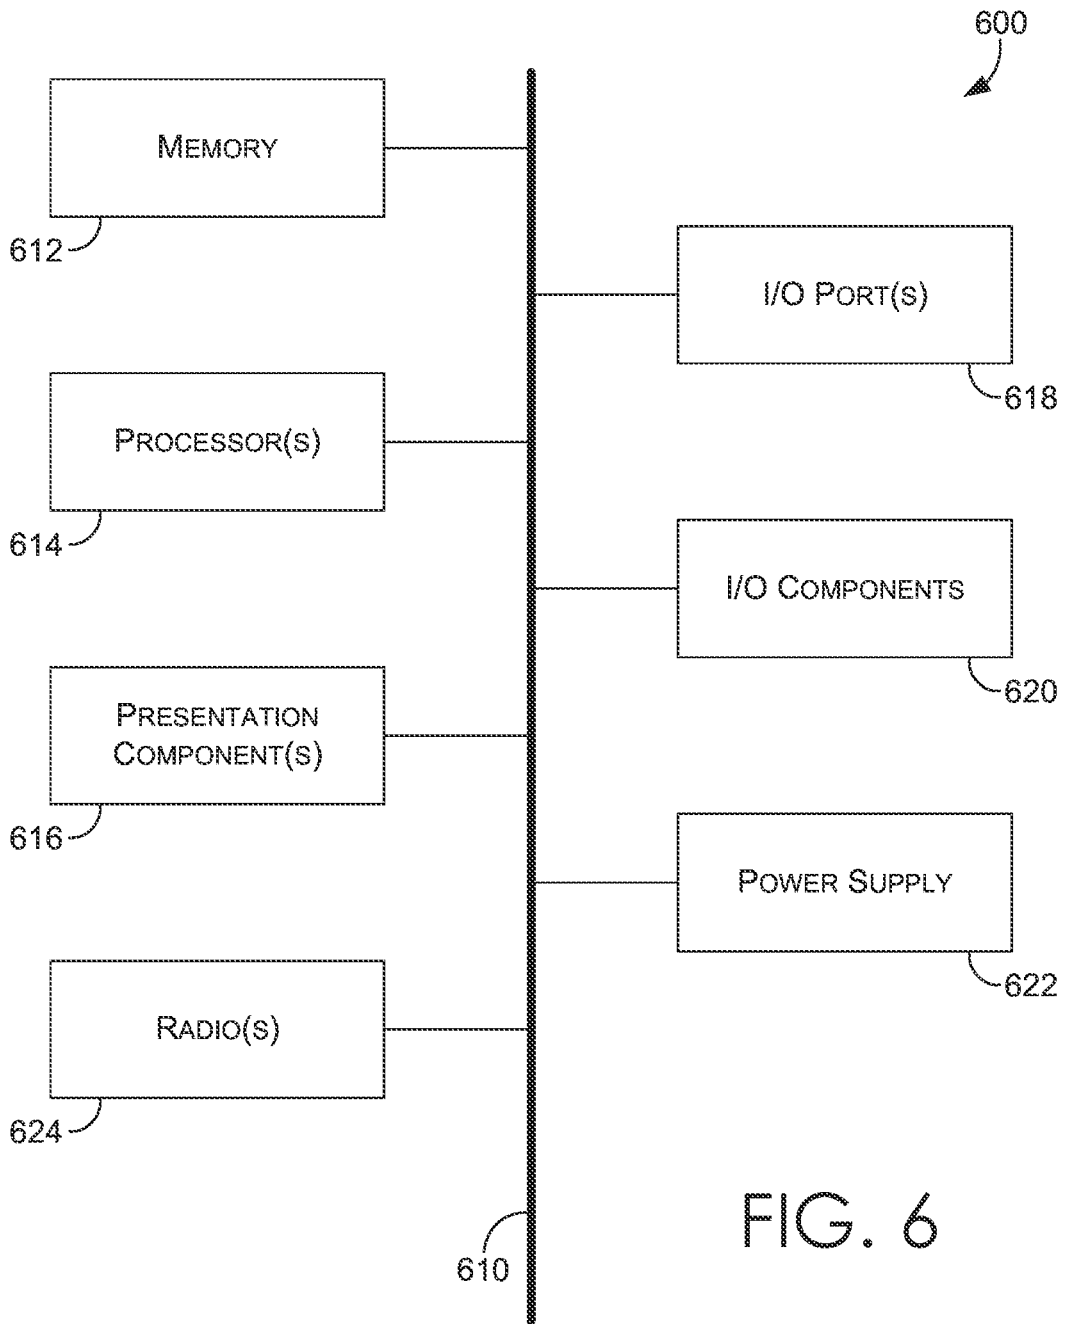 600
MEMORY
612
I/O PORT(S)
618
PROCESSOR(S)
614
I/O COMPONENTS
620
PRESENTATION
COMPONENT(S)
616
POWER SUPPLY
622
RADIO(S)
624
610
FIG. 6